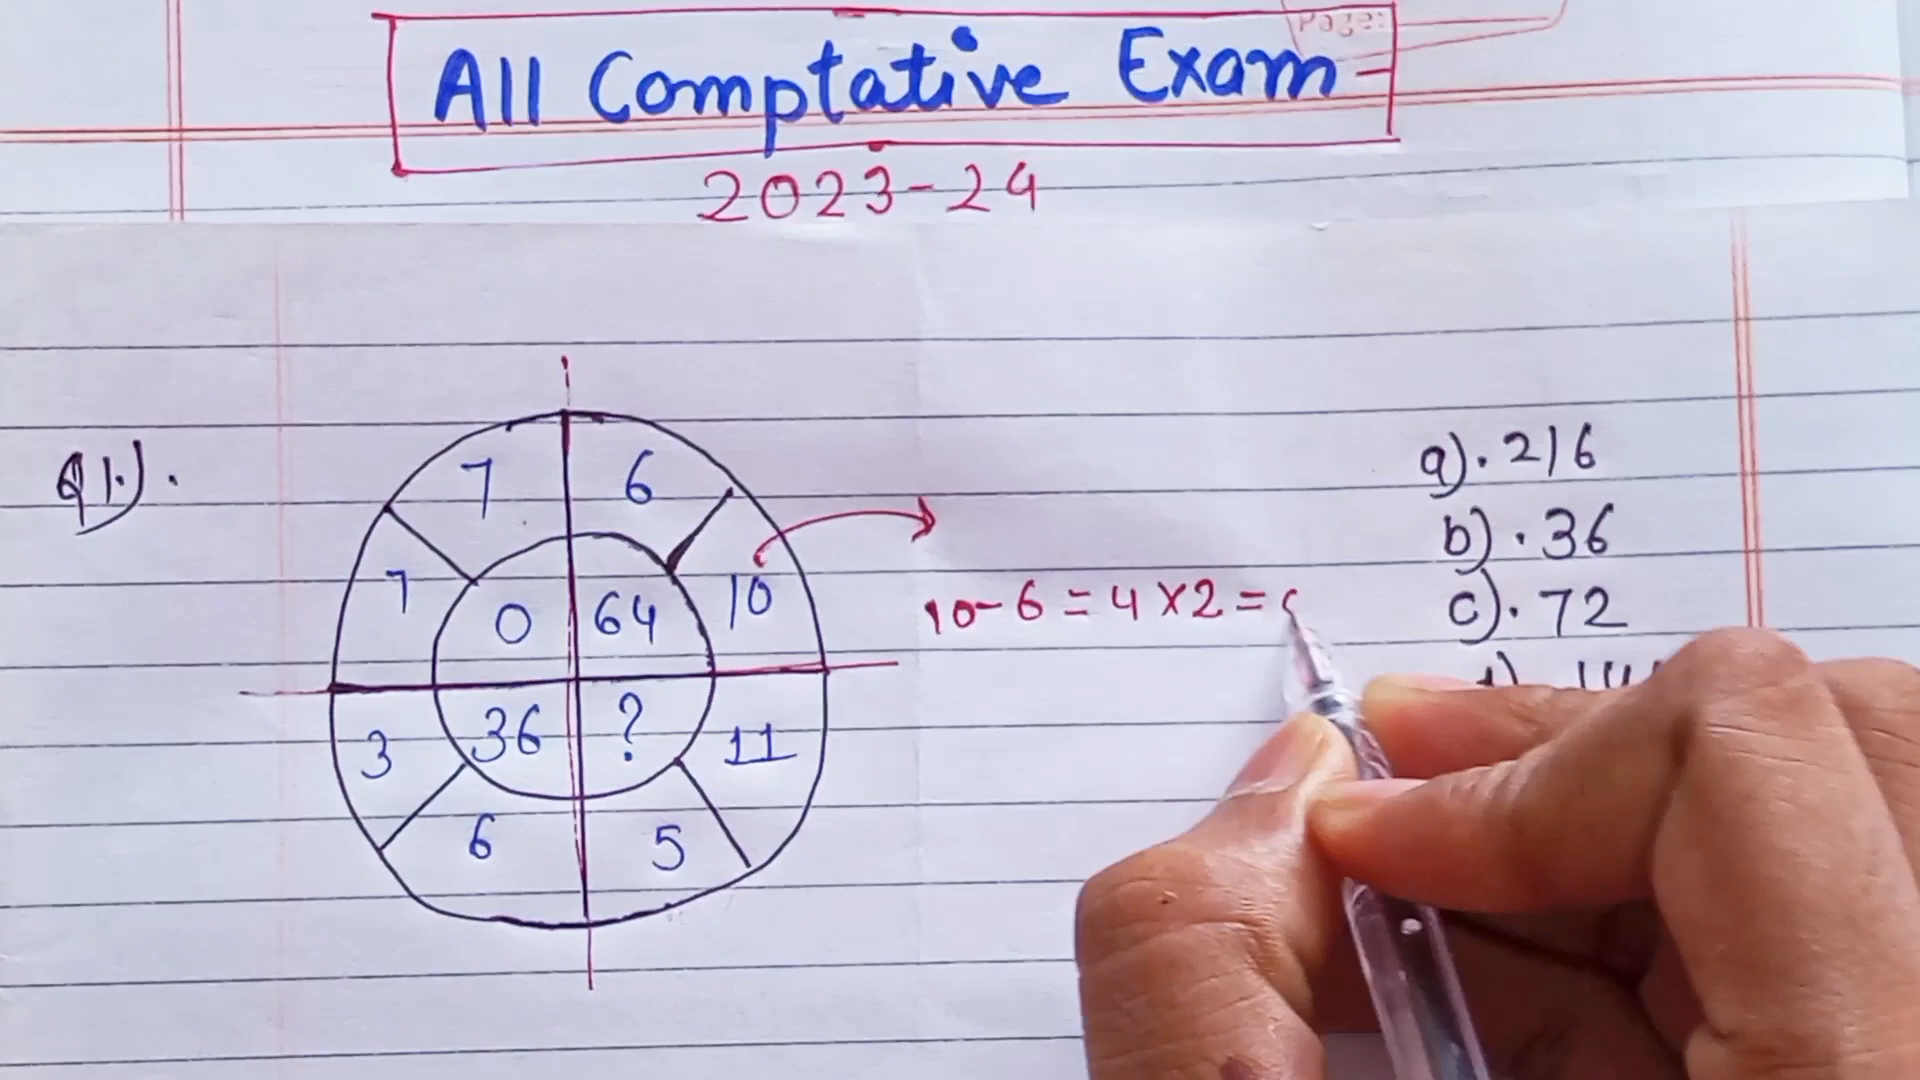 Page:
All Comptative Exam
2023-24
Q1).
7 6
7 10
0 64
36 ?
3 11
6 5
10-6=4×2=
a).216
b).36
c).72